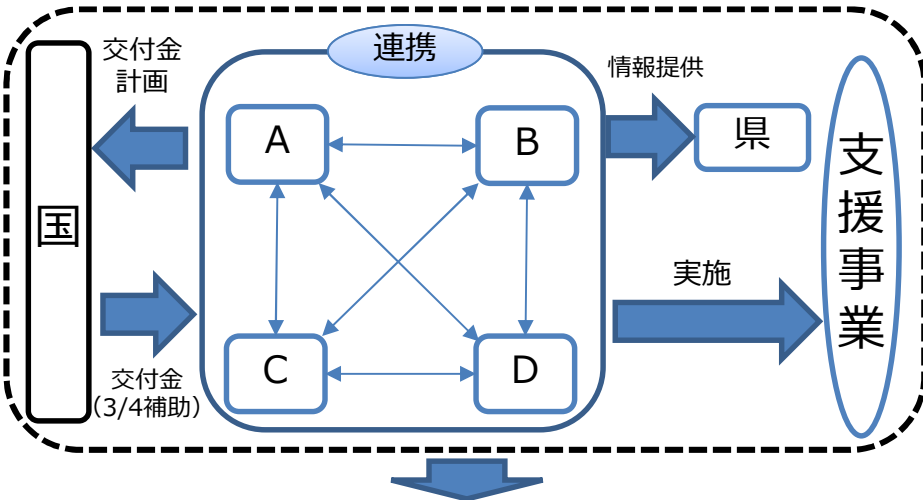 連携
交付金
計画
情報提供
A
B
県
国
支援事業
実施
C
D
交付金
（3/4補助）